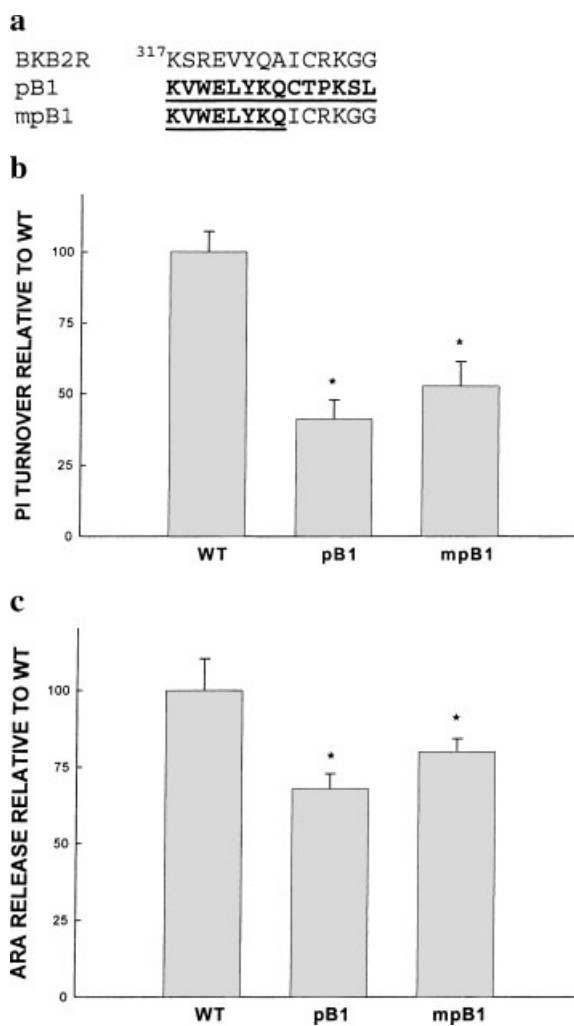 a
BKB2R 317KSREVYQAICRKGG
pB1 KVWELYKQCTPKSL
mpB1 KVWELYKQICRKGG
b
PI TURNOVER RELATIVE TO WT
100
75
50
25
0
* *
WT pB1 mpB1
c
ARA RELEASE RELATIVE TO WT
100
75
50
25
0
* *
WT pB1 mpB1